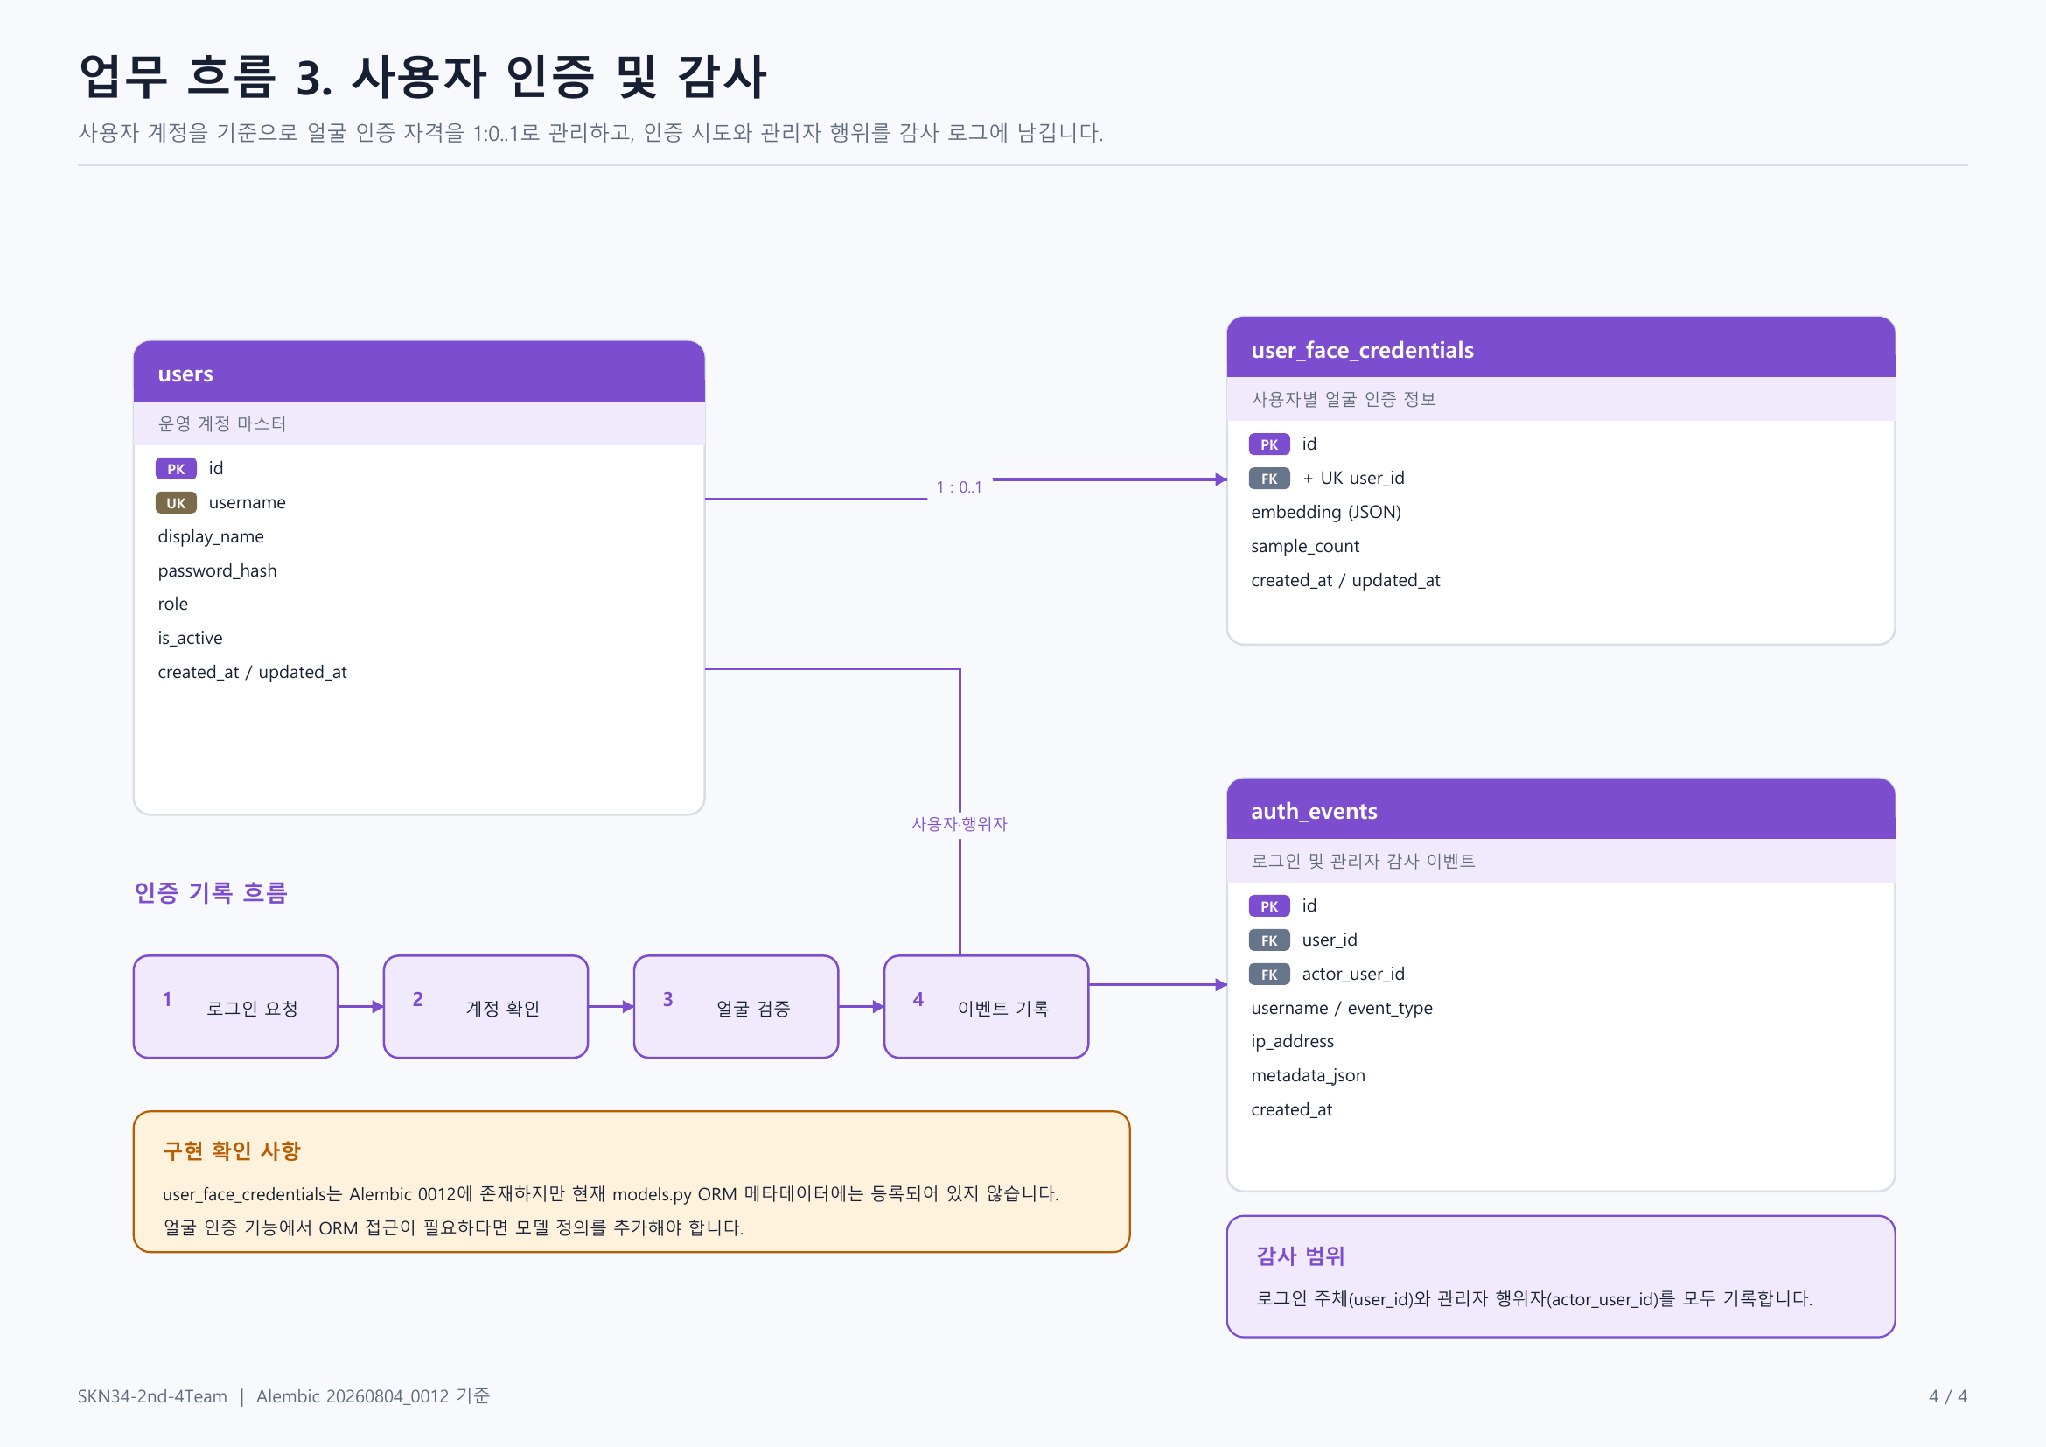 업무 흐름 3. 사용자 인증 및 감사
사용자 계정을 기준으로 얼굴 인증 자격을 1:0..1로 관리하고, 인증 시도와 관리자 행위를 감사 로그에 남깁니다.
users
운영 계정 마스터
PK id
UK username
display_name
password_hash
role
is_active
created_at / updated_at
1 : 0..1
user_face_credentials
사용자별 얼굴 인증 정보
PK id
FK + UK user_id
embedding (JSON)
sample_count
created_at / updated_at
사용자·행위자
auth_events
로그인 및 관리자 감사 이벤트
PK id
FK user_id
FK actor_user_id
username / event_type
ip_address
metadata_json
created_at
인증 기록 흐름
1 로그인 요청
2 계정 확인
3 얼굴 검증
4 이벤트 기록
구현 확인 사항
user_face_credentials는 Alembic 0012에 존재하지만 현재 models.py ORM 메타데이터에는 등록되어 있지 않습니다.
얼굴 인증 기능에서 ORM 접근이 필요하다면 모델 정의를 추가해야 합니다.
감사 범위
로그인 주체(user_id)와 관리자 행위자(actor_user_id)를 모두 기록합니다.
SKN34-2nd-4Team | Alembic 20260804_0012 기준
4 / 4